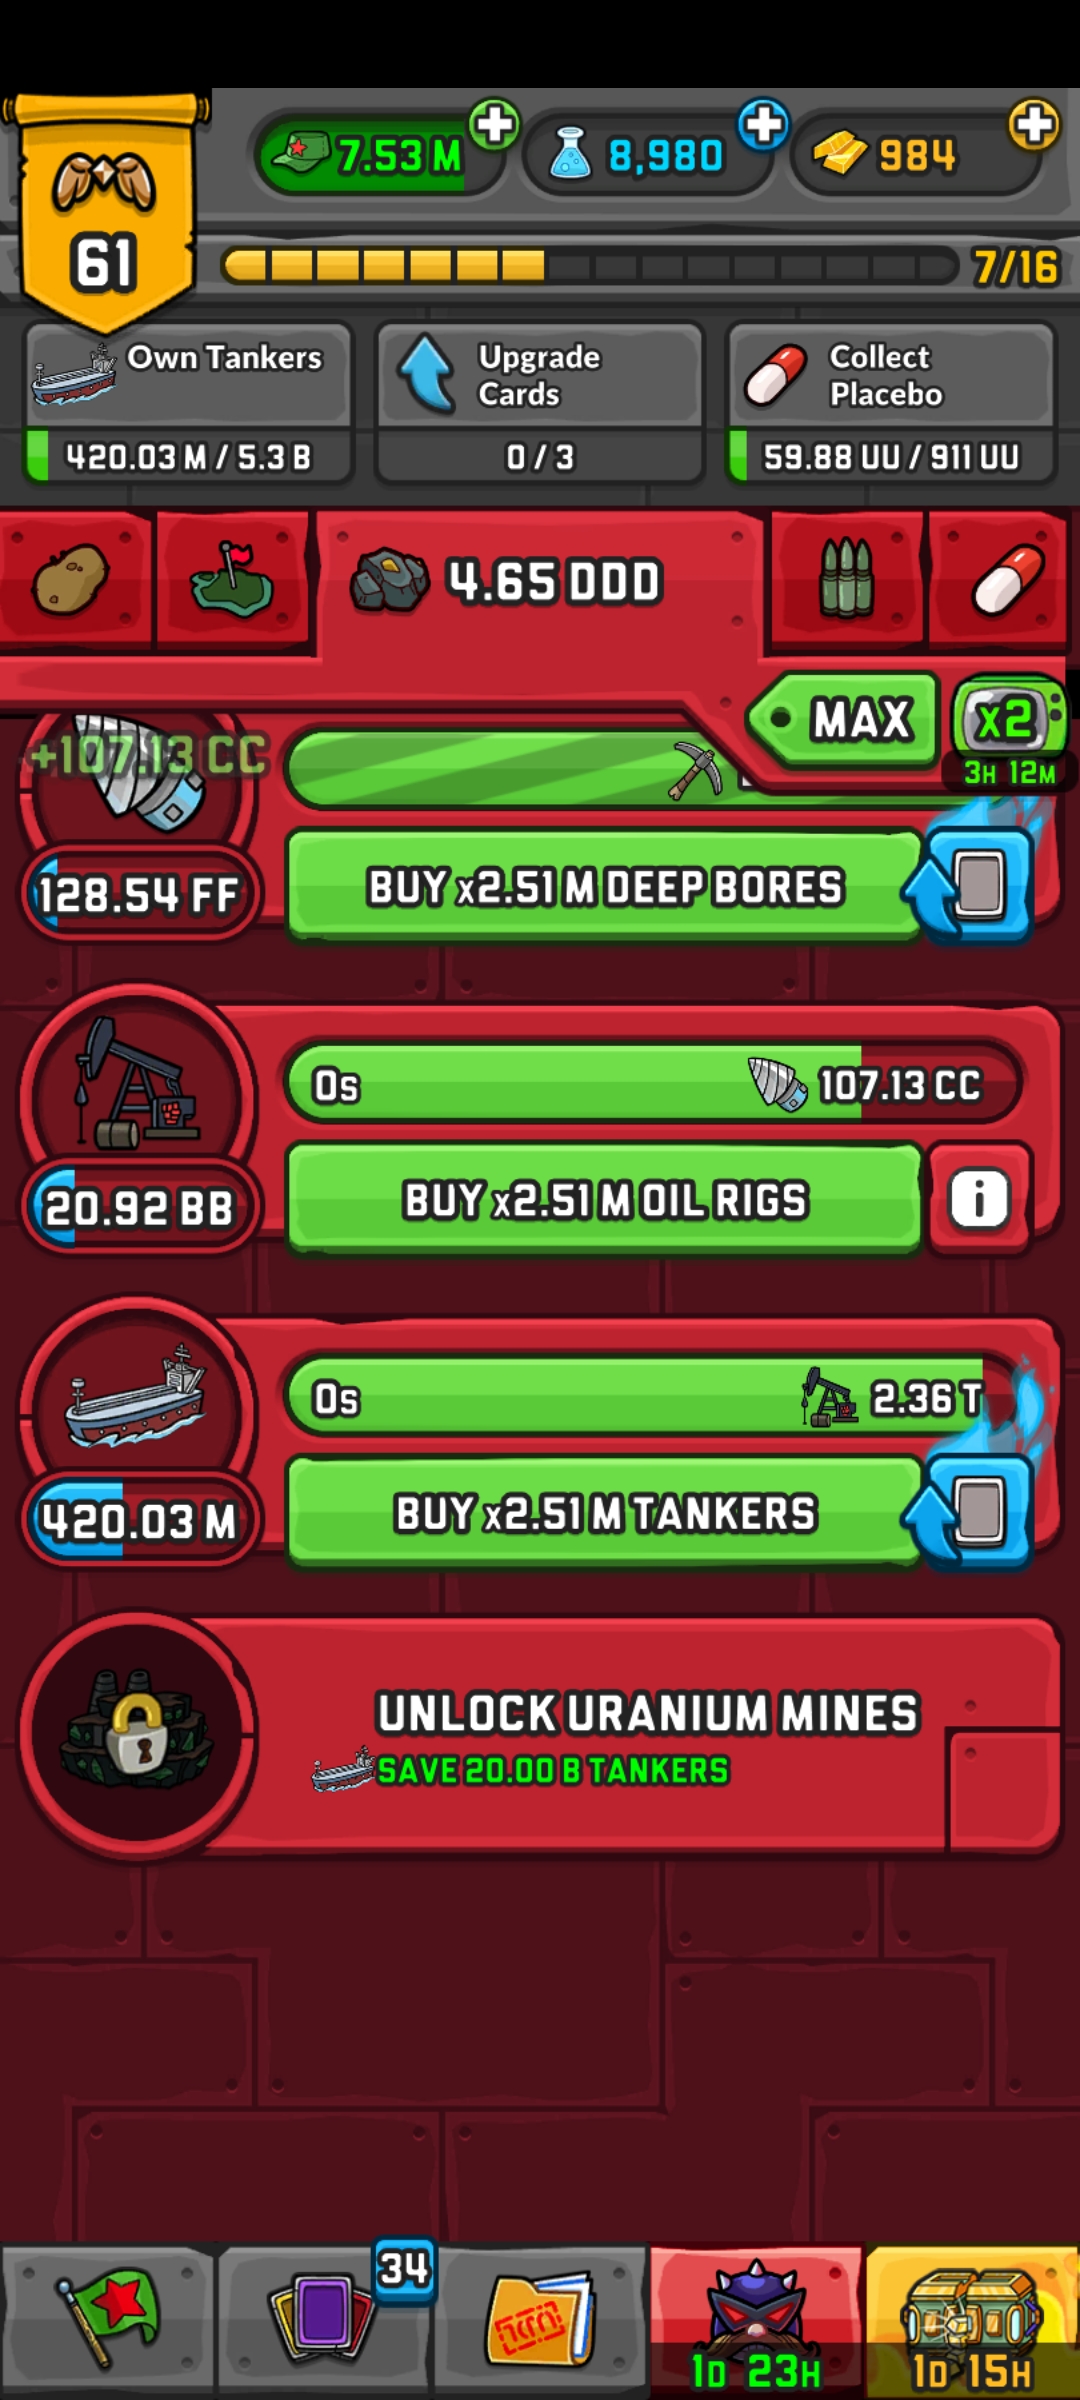 7.53 M
8,980
984
61
7/16
Own Tankers
420.03 M / 5.3 B
Upgrade
Cards
0 / 3
Collect
Placebo
59.88 UU / 911 UU
4.65 DDD
MAX
x2
3H 12M
+107.13 CC
128.54 FF
BUY x2.51 M DEEP BORES
0s
107.13 CC
20.92 BB
BUY x2.51 M OIL RIGS
i
0s
2.36 T
420.03 M
BUY x2.51 M TANKERS
UNLOCK URANIUM MINES
SAVE 20.00 B TANKERS
34
1D 23H
1D 15H